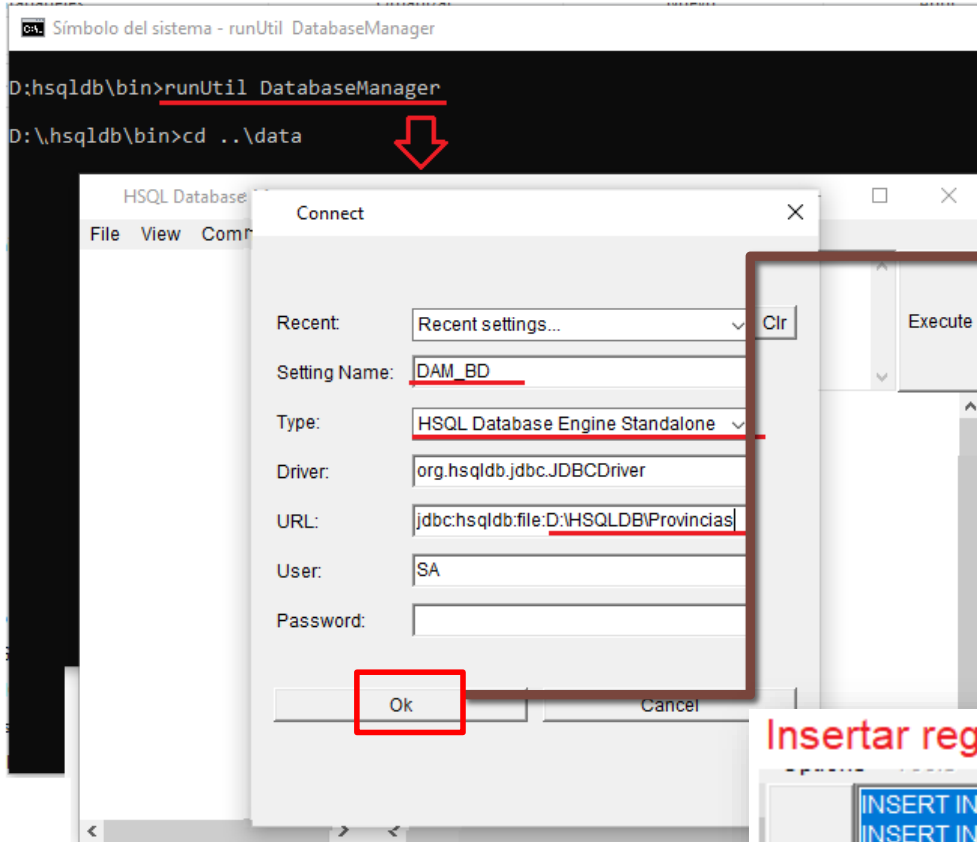 Símbolo del sistema - runUtil DatabaseManager
D:hsqldb\bin>runUtil DatabaseManager
D:\hsqldb\bin>cd ..\data
HSQL Database
File View Comm
Connect
Recent: Recent settings... Clr
Execute
Setting Name: DAM_BD
Type: HSQL Database Engine Standalone
Driver: org.hsqldb.jdbc.JDBCDriver
URL: jdbc:hsqldb:file:D:\HSQLDB\Provincias
User: SA
Password:
Ok Cancel
Insertar reg
INSERT IN
INSERT IN